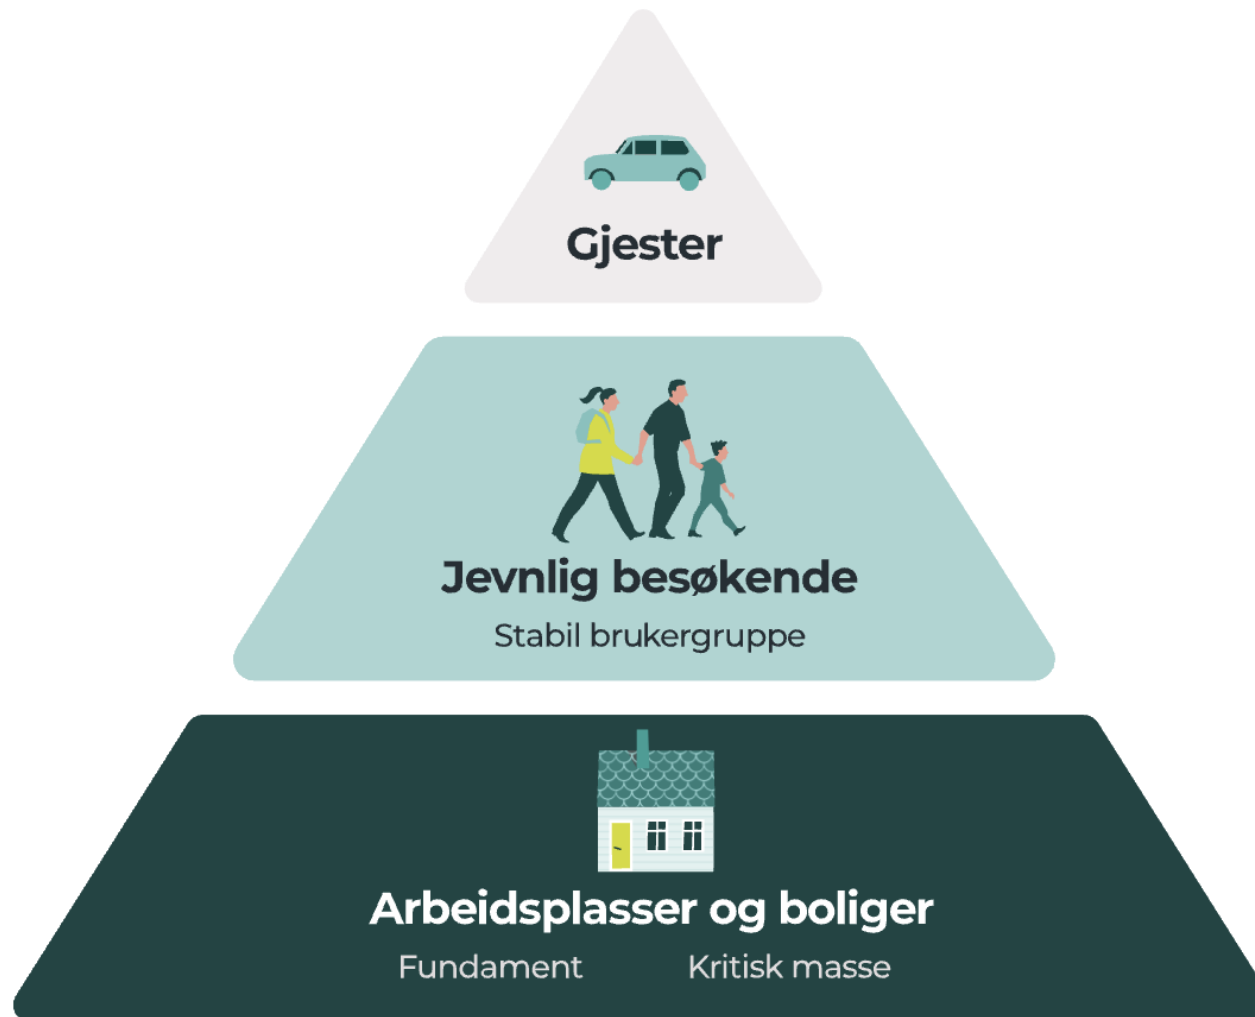 Gjester
Jevnlig besøkende
Stabil brukergruppe
Arbeidsplasser og boliger
Fundament Kritisk masse